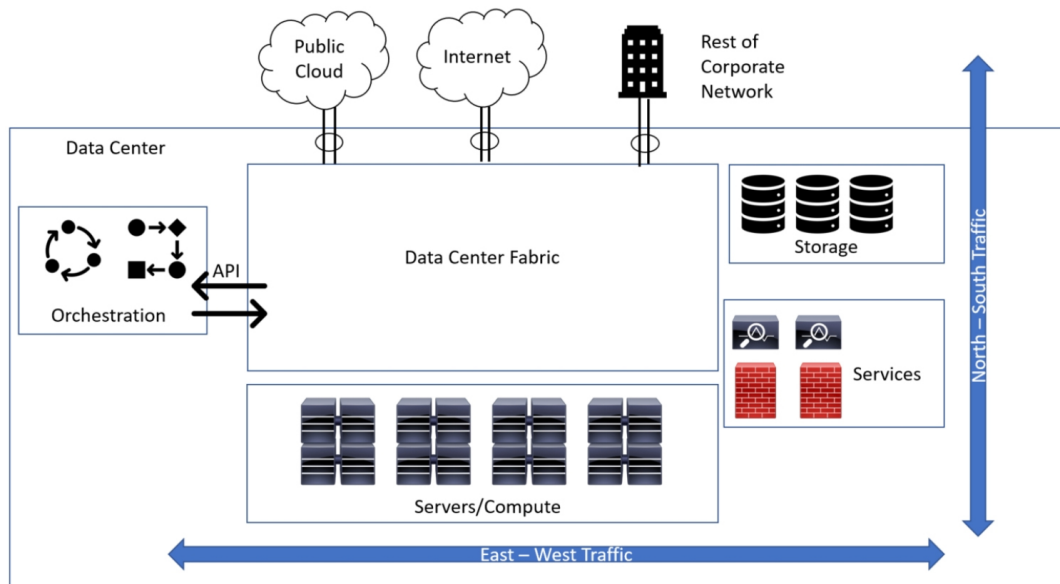 Public
Cloud
Internet
Rest of
Corporate
Network
Data Center
Data Center Fabric
Storage
API
Orchestration
Services
Servers/Compute
North – South Traffic
East – West Traffic